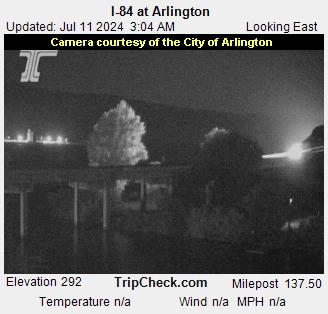 I-84 at Arlington
Updated: Jul 11 2024 3:04 AM Looking East
Camera courtesy of the City of Arlington
Elevation 292 TripCheck.com Milepost 137.50
Temperature n/a Wind n/a MPH n/a